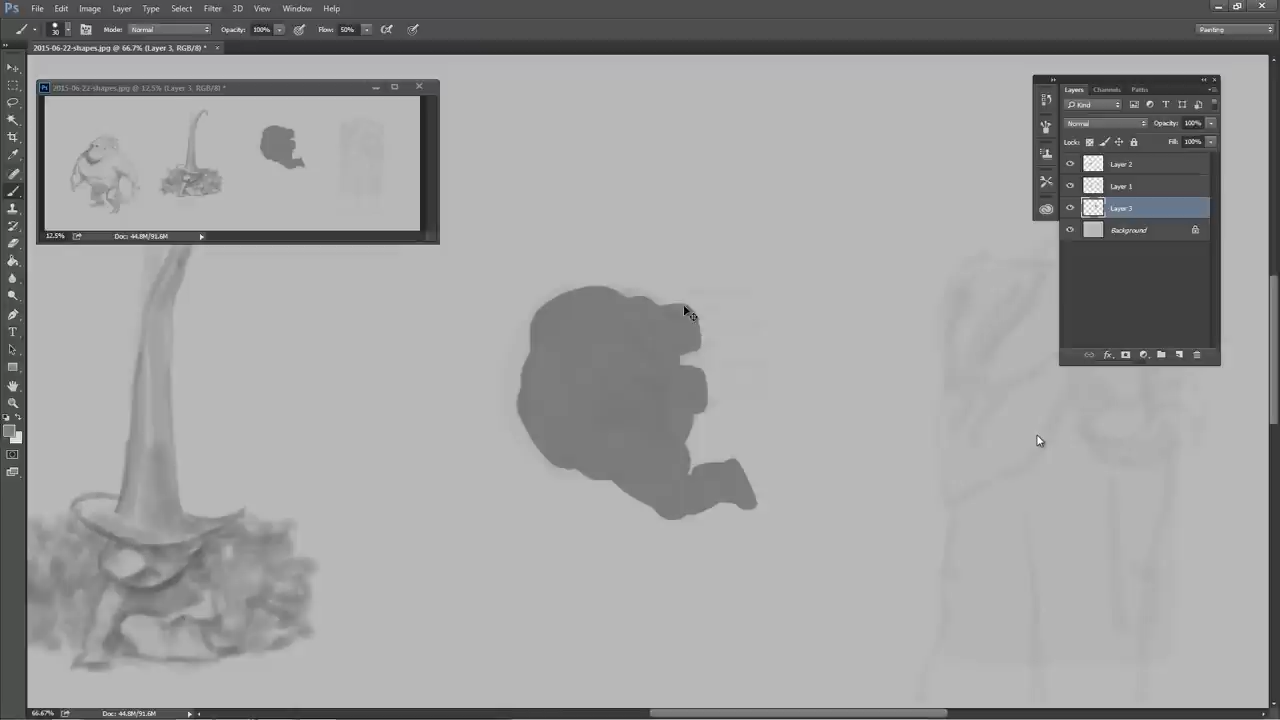 Ps File Edit Image Layer Type Select Filter 3D View Window Help
30 Mode: Normal Opacity: 100% Flow: 50% Painting
2015-06-22-shapes.jpg @ 66.7% (Layer 3, RGB/8) * ×
Ps 2015-06-22-shapes.jpg @ 12.5% (Layer 3, RGB/8) *
12.5% Doc: 44.8M/91.6M
Layers Channels Paths
Kind
Normal Opacity: 100%
Lock: Fill: 100%
Layer 2
Layer 1
Layer 3
Background
66.67% Doc: 44.8M/91.6M